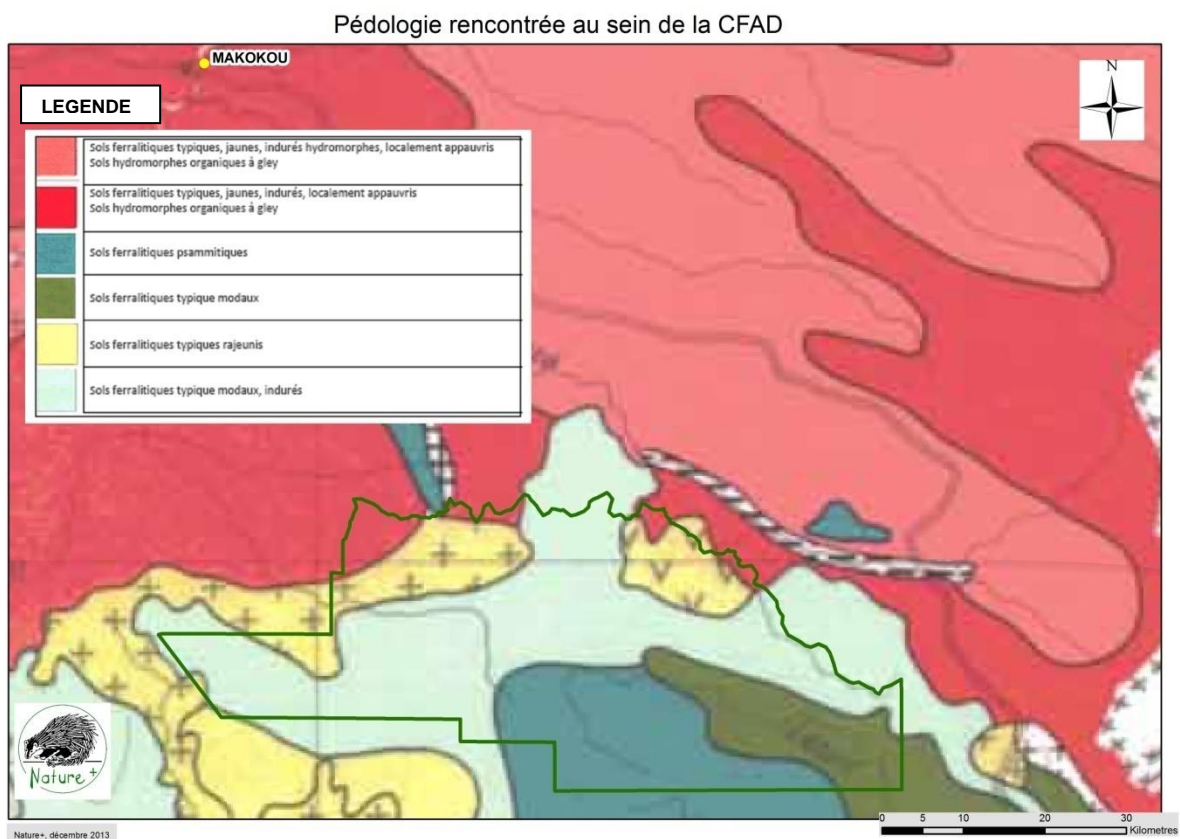 Pédologie rencontrée au sein de la CFAD
MAKOKOU
N
LEGENDE
Sols ferralitiques typiques, jaunes, indurés hydromorphes, localement appauvris
Sols hydromorphes organiques à gley
Sols ferralitiques typiques, jaunes, indurés, localement appauvris
Sols hydromorphes organiques à gley
Sols ferralitiques psammitiques
Sols ferralitiques typique modaux
Sols ferralitiques typiques rajeunis
Sols ferralitiques typique modaux, indurés
Nature+
0 5 10 20 30
Kilometres
Nature+, décembre 2013